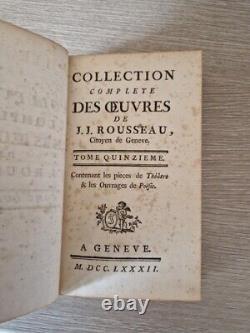 COLLECTION
COMPLETE
DES ŒUVRES
DE
J. J. ROUSSEAU,
Citoyen de Geneve.
TOME QUINZIEME.
Contenant les pieces de Théâtre
& les Ouvrages de Poésie.
A GENEVE.
M. DCC. LXXXII